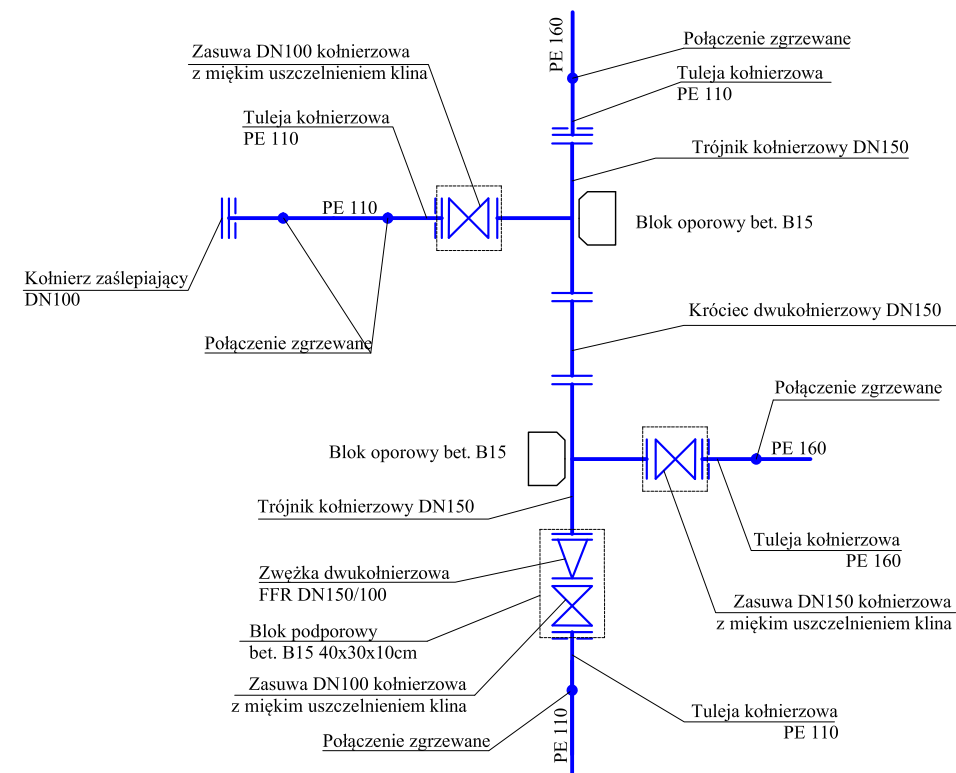 PE 160
Połączenie zgrzewane
Zasuwa DN100 kołnierzowa
z miękim uszczelnieniem klina
Tuleja kołnierzowa
PE 110
Tuleja kołnierzowa
PE 110
Trójnik kołnierzowy DN150
PE 110
Blok oporowy bet. B15
Kołnierz zaślepiający
DN100
Króciec dwukołnierzowy DN150
Połączenie zgrzewane
Połączenie zgrzewane
Blok oporowy bet. B15
PE 160
Trójnik kołnierzowy DN150
Tuleja kołnierzowa
PE 160
Zwężka dwukołnierzowa
FFR DN150/100
Zasuwa DN150 kołnierzowa
z miękim uszczelnieniem klina
Blok podporowy
bet. B15 40x30x10cm
Zasuwa DN100 kołnierzowa
z miękim uszczelnieniem klina
Tuleja kołnierzowa
PE 110
Połączenie zgrzewane
PE 110